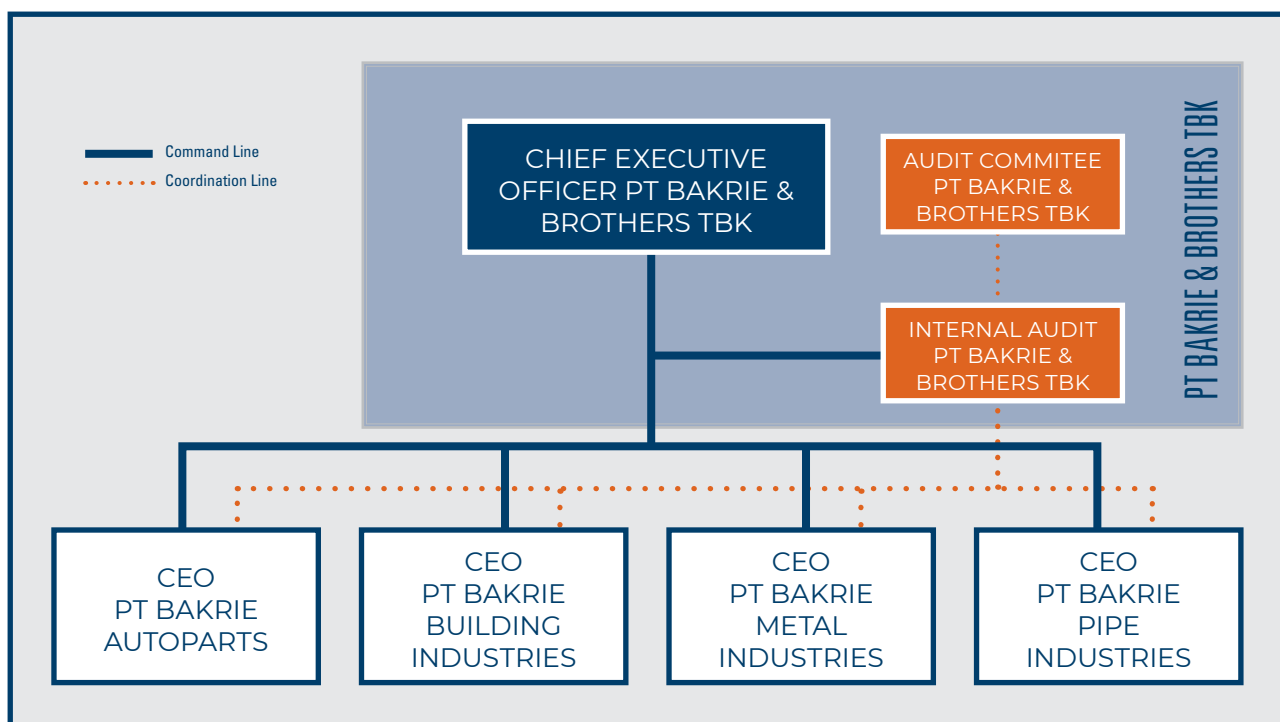 Command Line
Coordination Line
CHIEF EXECUTIVE
OFFICER PT BAKRIE &
BROTHERS TBK
AUDIT COMMITEE
PT BAKRIE &
BROTHERS TBK
INTERNAL AUDIT
PT BAKRIE &
BROTHERS TBK
PT BAKRIE & BROTHERS TBK
CEO
PT BAKRIE
AUTOPARTS
CEO
PT BAKRIE
BUILDING
INDUSTRIES
CEO
PT BAKRIE
METAL
INDUSTRIES
CEO
PT BAKRIE
PIPE
INDUSTRIES